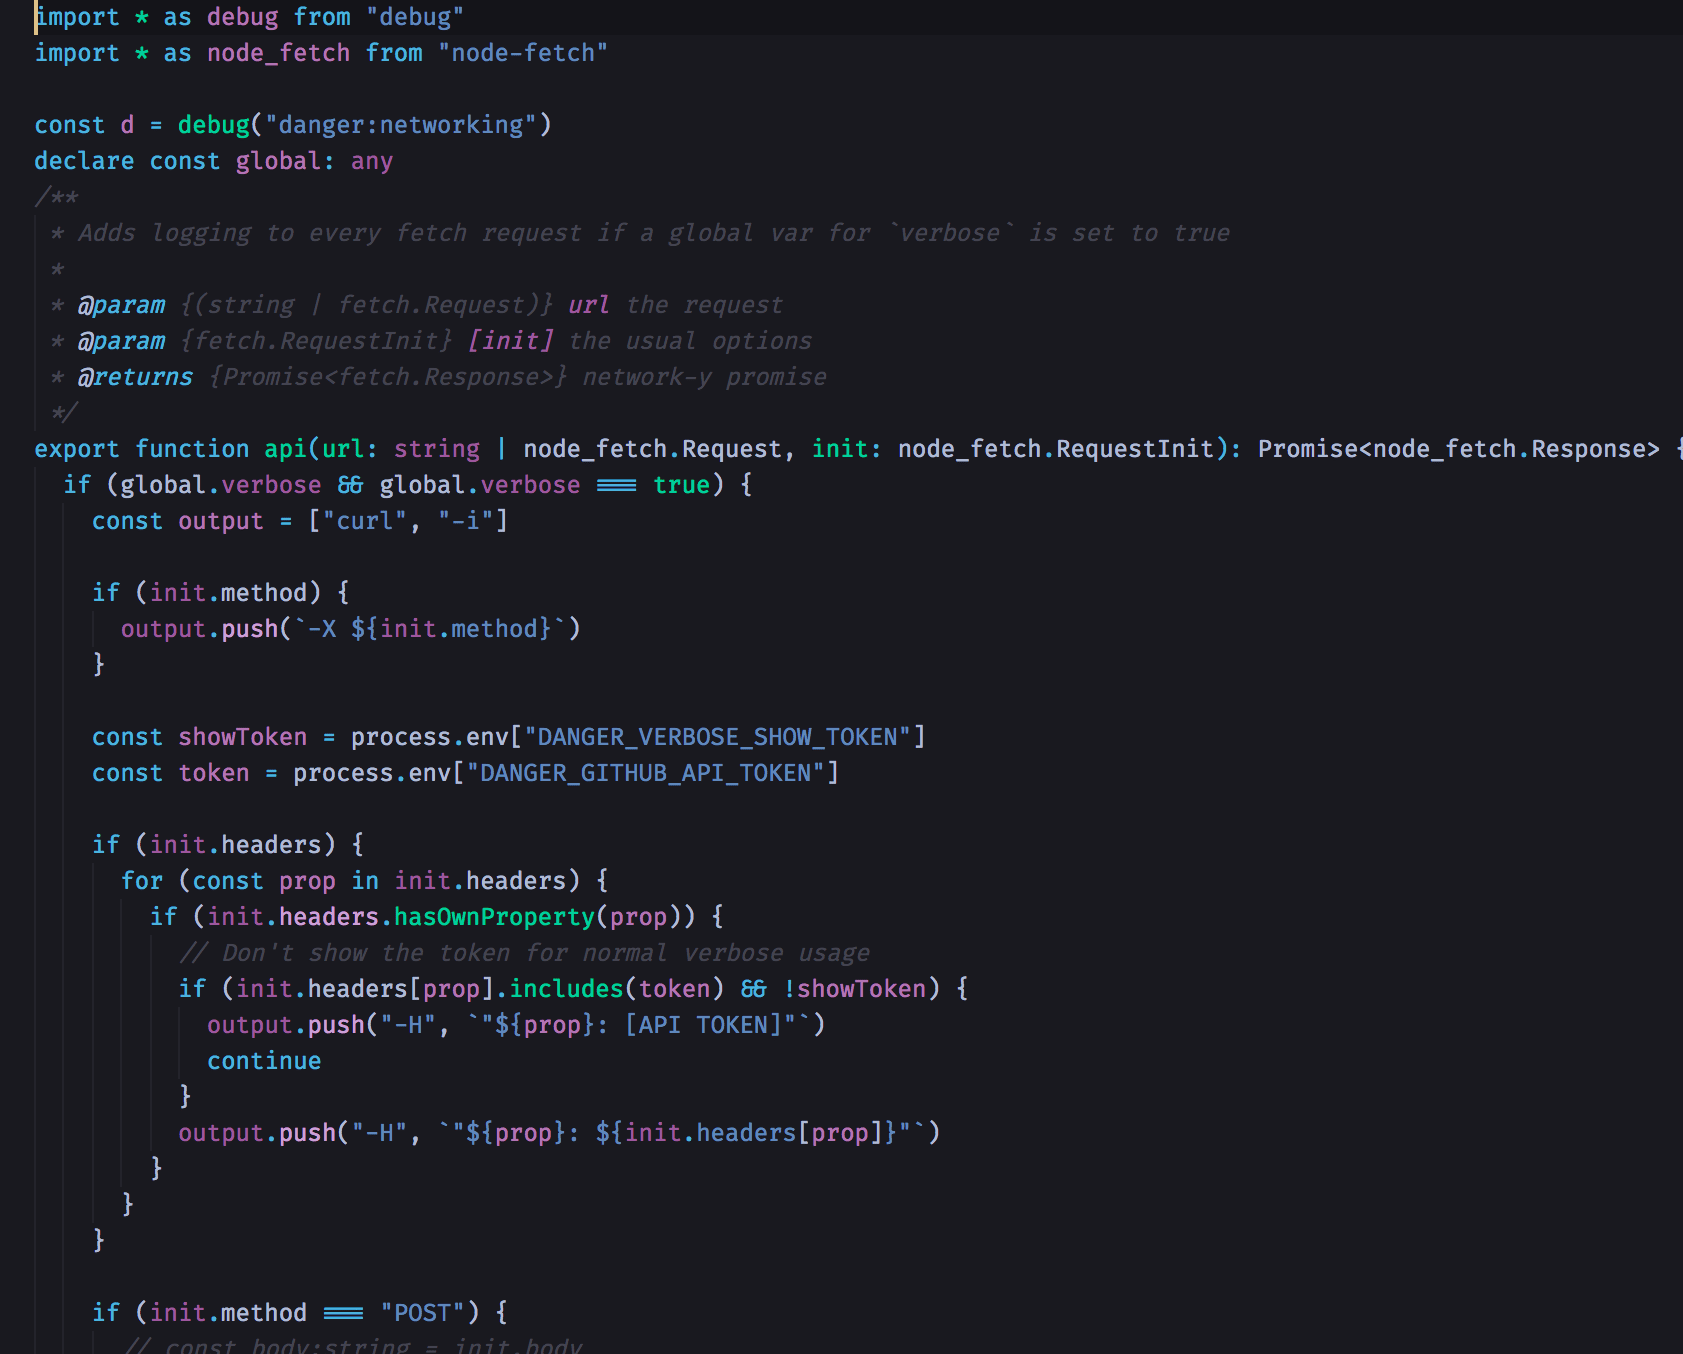 import * as debug from "debug"
import * as node_fetch from "node-fetch"

const d = debug("danger:networking")
declare const global: any
/**
 * Adds logging to every fetch request if a global var for `verbose` is set to true
 *
 * @param {(string | fetch.Request)} url the request
 * @param {fetch.RequestInit} [init] the usual options
 * @returns {Promise<fetch.Response>} network-y promise
 */
export function api(url: string | node_fetch.Request, init: node_fetch.RequestInit): Promise<node_fetch.Response> {
  if (global.verbose && global.verbose === true) {
    const output = ["curl", "-i"]

    if (init.method) {
      output.push(`-X ${init.method}`)
    }

    const showToken = process.env["DANGER_VERBOSE_SHOW_TOKEN"]
    const token = process.env["DANGER_GITHUB_API_TOKEN"]

    if (init.headers) {
      for (const prop in init.headers) {
        if (init.headers.hasOwnProperty(prop)) {
          // Don't show the token for normal verbose usage
          if (init.headers[prop].includes(token) && !showToken) {
            output.push("-H", `"${prop}: [API TOKEN]"`)
            continue
          }
          output.push("-H", `"${prop}: ${init.headers[prop]}"`)
        }
      }
    }

    if (init.method === "POST") {
      // const body:string = init.body